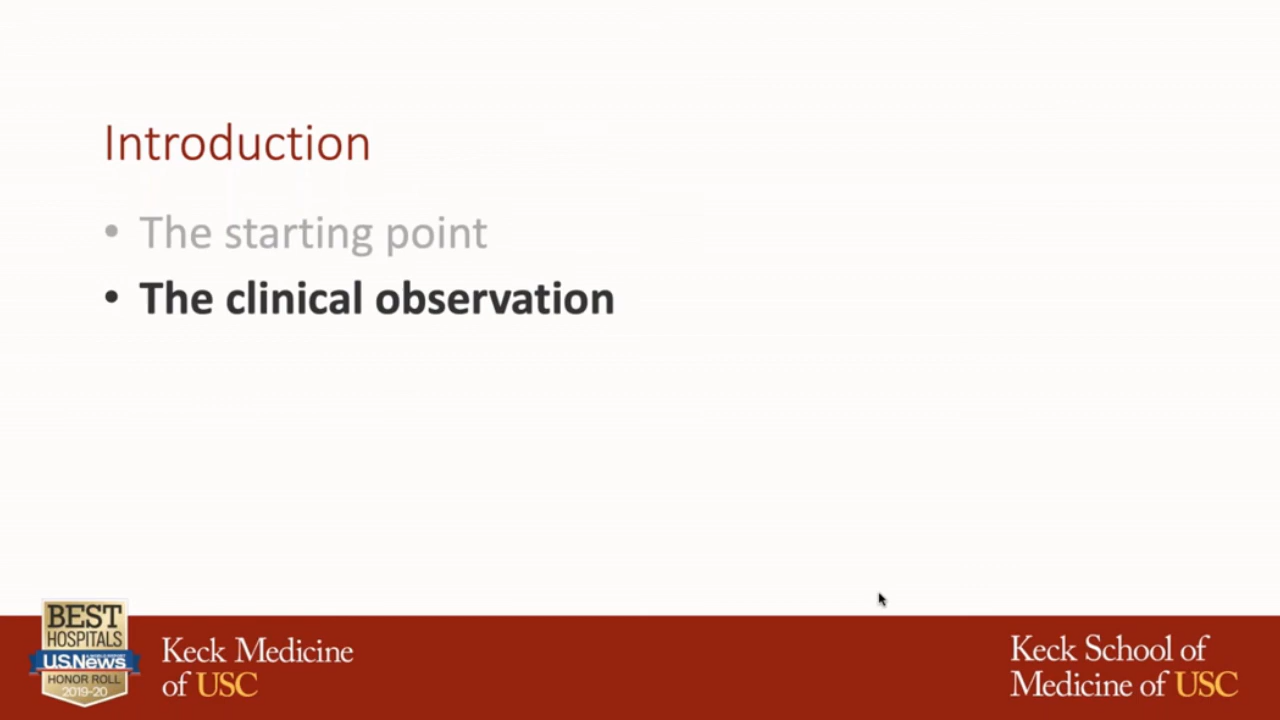 Introduction
• The starting point
• The clinical observation
BEST
HOSPITALS
U.S.News
HONOR ROLL
2019-20
Keck Medicine
of USC
Keck School of
Medicine of USC